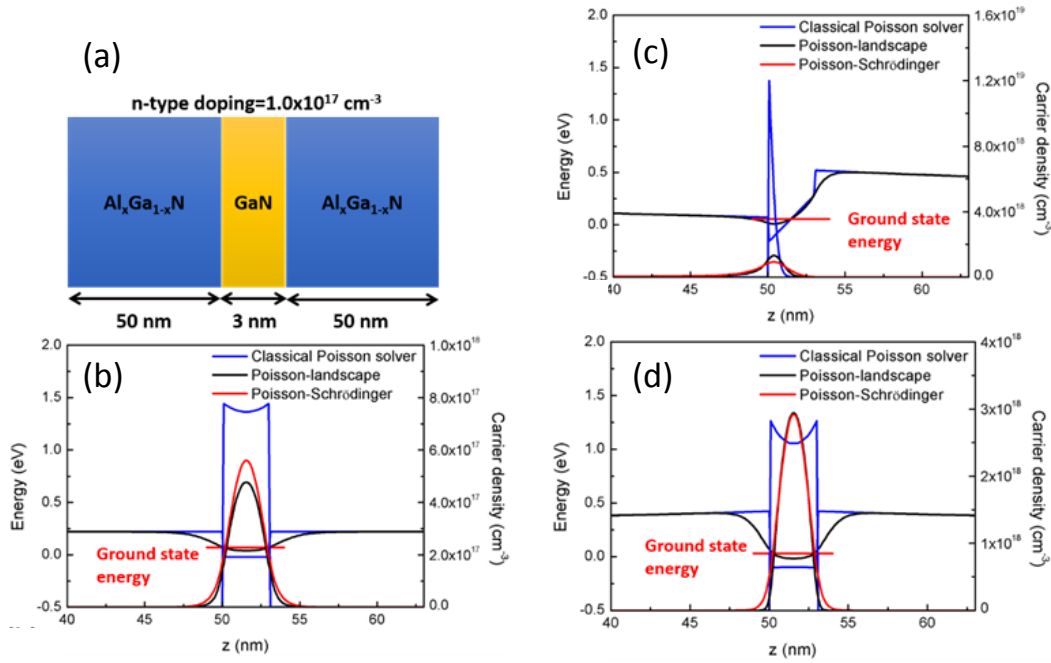 (a)
n-type doping=1.0x10¹⁷ cm⁻³
AlₓGa₁₋ₓN
GaN
AlₓGa₁₋ₓN
50 nm
3 nm
50 nm
(b)
2.0
1.5
1.0
0.5
0.0
-0.5
Energy (eV)
Classical Poisson solver
Poisson-landscape
Poisson-Schrödinger
Ground state
energy
40 45 50 55 60
z (nm)
1.0x10¹⁸
8.0x10¹⁷
6.0x10¹⁷
4.0x10¹⁷
2.0x10¹⁷
0.0
Carrier density (cm⁻³)
(c)
2.0
1.5
1.0
0.5
0.0
-0.5
Energy (eV)
Classical Poisson solver
Poisson-landscape
Poisson-Schrödinger
Ground state
energy
40 45 50 55 60
z (nm)
1.6x10¹⁹
1.2x10¹⁹
8.0x10¹⁸
4.0x10¹⁸
0.0
Carrier density (cm⁻³)
(d)
2.0
1.5
1.0
0.5
0.0
-0.5
Energy (eV)
Classical Poisson solver
Poisson-landscape
Poisson-Schrödinger
Ground state
energy
40 45 50 55 60
z (nm)
4x10¹⁸
3x10¹⁸
2x10¹⁸
1x10¹⁸
0
Carrier density (cm⁻³)